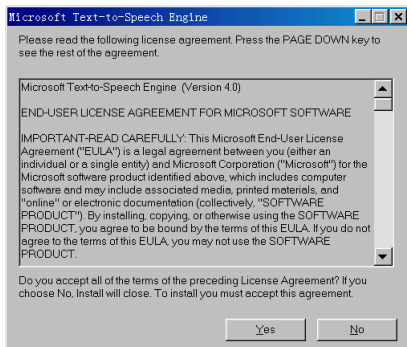 Microsoft Text-to-Speech Engine
Please read the following license agreement. Press the PAGE DOWN key to
see the rest of the agreement.
Microsoft Text-to-Speech Engine (Version 4.0)
END-USER LICENSE AGREEMENT FOR MICROSOFT SOFTWARE
IMPORTANT-READ CAREFULLY: This Microsoft End-User License
Agreement ("EULA") is a legal agreement between you (either an
individual or a single entity) and Microsoft Corporation ("Microsoft") for the
Microsoft software product identified above, which includes computer
software and may include associated media, printed materials, and
"online" or electronic documentation (collectively, "SOFTWARE
PRODUCT"). By installing, copying, or otherwise using the SOFTWARE
PRODUCT, you agree to be bound by the terms of this EULA. If you do not
agree to the terms of this EULA, you may not use the SOFTWARE
PRODUCT.
Do you accept all of the terms of the preceding License Agreement? If you
choose No, Install will close. To install you must accept this agreement.
Yes
No